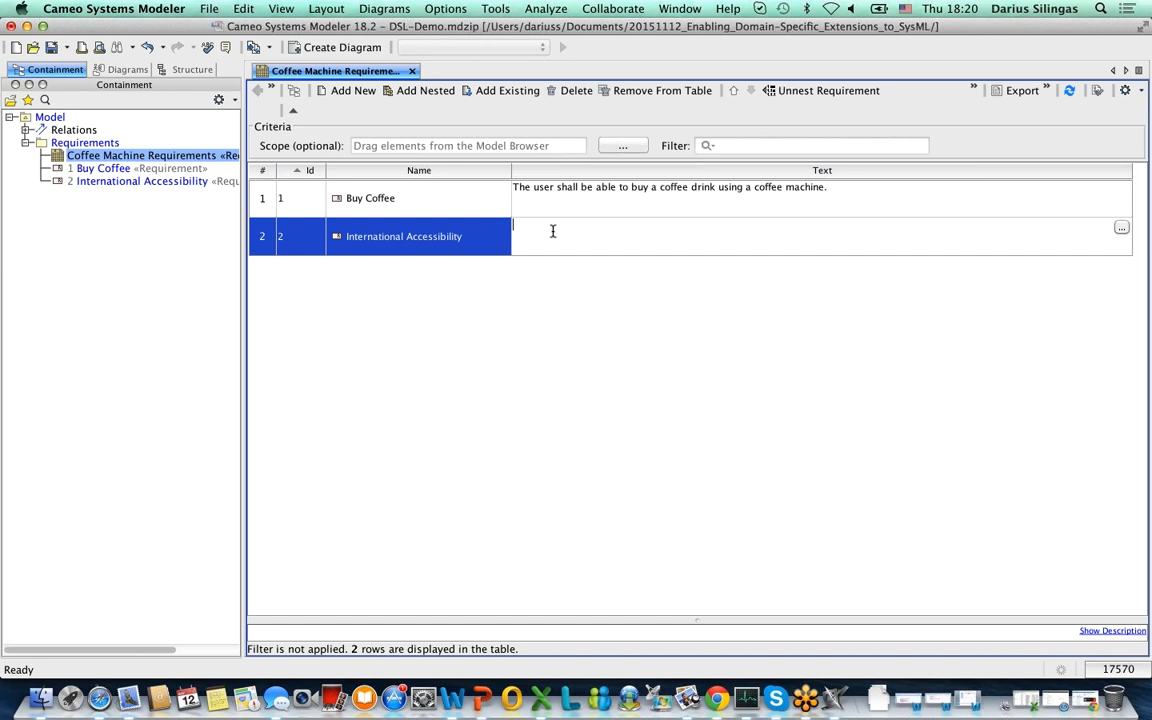 Cameo Systems Modeler File Edit View Layout Diagrams Options Tools Analyze Collaborate Window Help Thu 18:20 Darius Silingas
Cameo Systems Modeler 18.2 - DSL-Demo.mdzip [/Users/dariuss/Documents/20151112_Enabling_Domain-Specific_Extensions_to_SysML/]
Create Diagram
Containment Diagrams Structure
Coffee Machine Requireme...
Containment
Add New Add Nested Add Existing Delete Remove From Table Unnest Requirement Export
Model
Relations
Requirements
Coffee Machine Requirements «Re
1 Buy Coffee «Requirement»
2 International Accessibility «Requ
Criteria
Scope (optional): Drag elements from the Model Browser ... Filter:
# Id Name Text
1 1 Buy Coffee The user shall be able to buy a coffee drink using a coffee machine.
2 2 International Accessibility ...
Show Description
Filter is not applied. 2 rows are displayed in the table.
Ready 17570